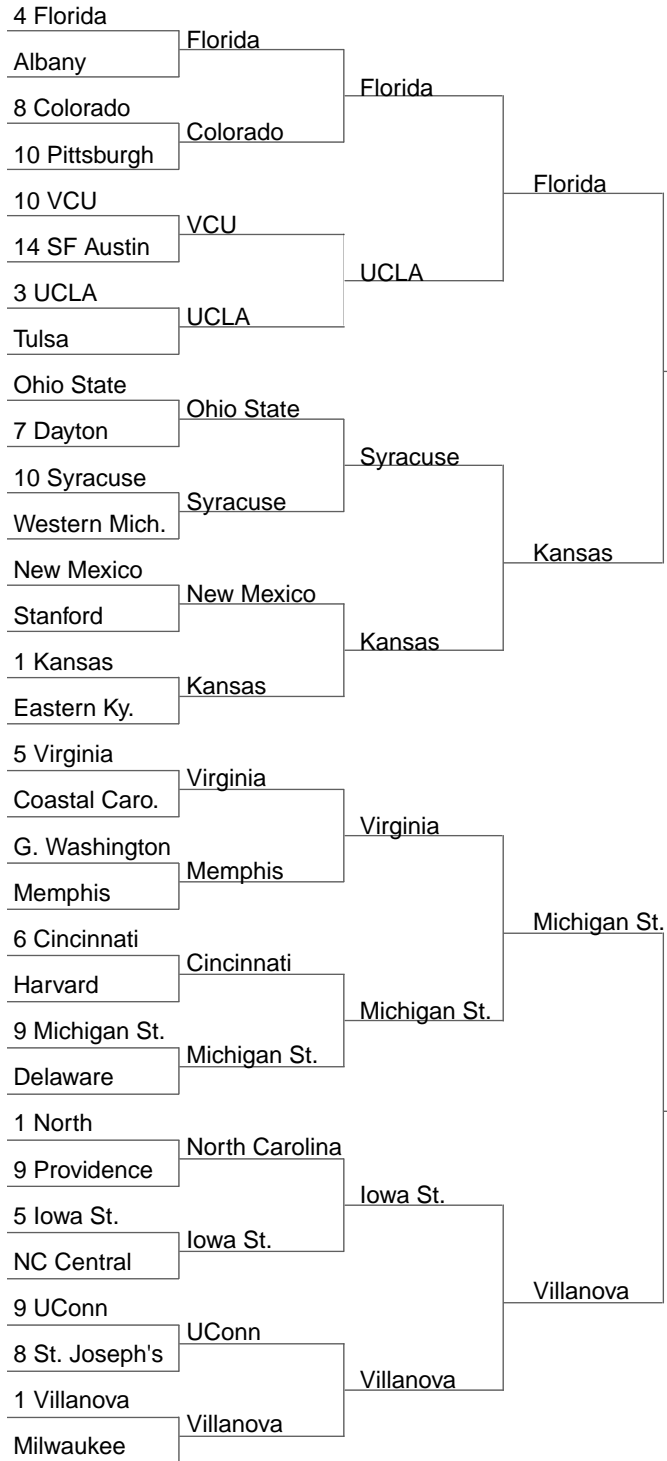 4 Florida
Albany
8 Colorado
10 Pittsburgh
10 VCU
14 SF Austin
3 UCLA
Tulsa
Ohio State
7 Dayton
10 Syracuse
Western Mich.
New Mexico
Stanford
1 Kansas
Eastern Ky.
5 Virginia
Coastal Caro.
G. Washington
Memphis
6 Cincinnati
Harvard
9 Michigan St.
Delaware
1 North
9 Providence
5 Iowa St.
NC Central
9 UConn
8 St. Joseph's
1 Villanova
Milwaukee
Florida
Colorado
VCU
UCLA
Ohio State
Syracuse
New Mexico
Kansas
Virginia
Memphis
Cincinnati
Michigan St.
North Carolina
Iowa St.
UConn
Villanova
Florida
UCLA
Syracuse
Kansas
Virginia
Michigan St.
Iowa St.
Villanova
Florida
Kansas
Michigan St.
Villanova